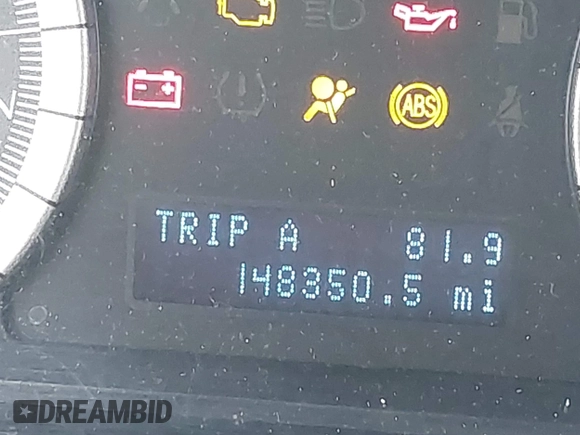 ABS
TRIP A 81.9
148350.5 mi
DREAMBID